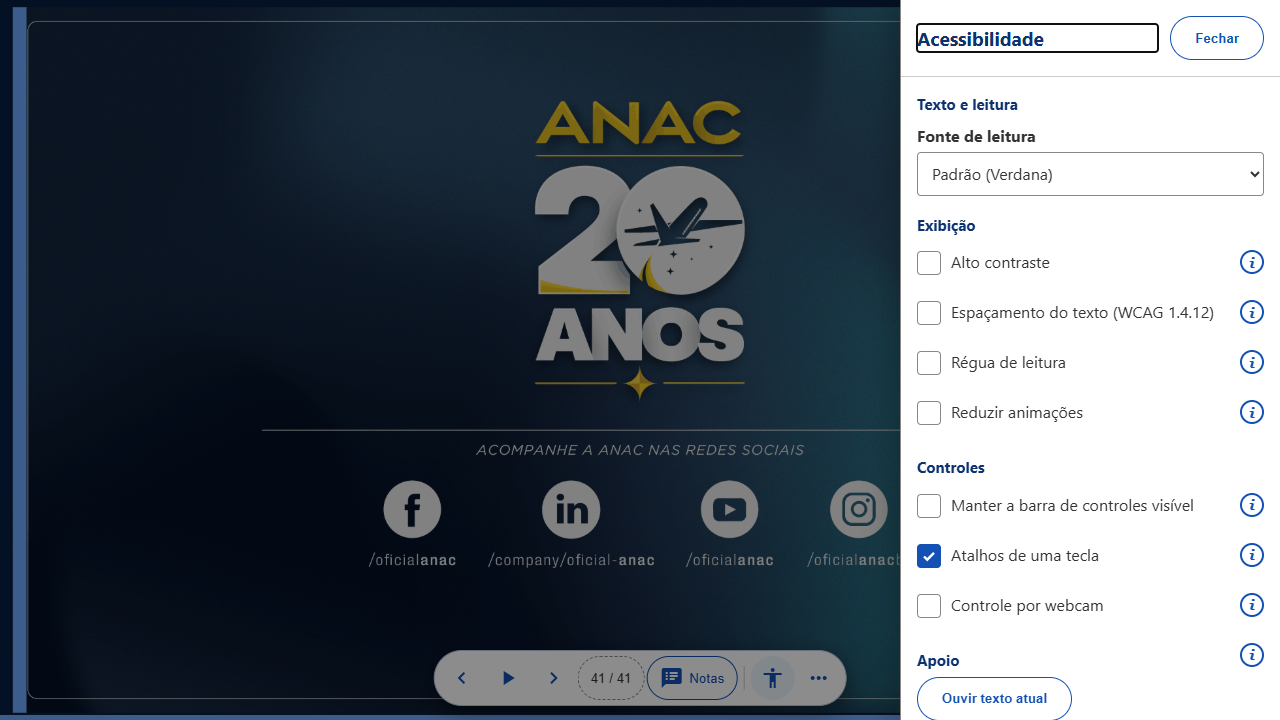 ANAC
20
ANOS
ACOMPANHE A ANAC NAS REDES SOCIAIS
/oficialanac
/company/oficial-anac
/oficialanac
41 / 41
Notas
Acessibilidade
Fechar
Texto e leitura
Fonte de leitura
Padrão (Verdana)
Exibição
Alto contraste
Espaçamento do texto (WCAG 1.4.12)
Régua de leitura
Reduzir animações
Controles
Manter a barra de controles visível
Atalhos de uma tecla
Controle por webcam
Apoio
Ouvir texto atual